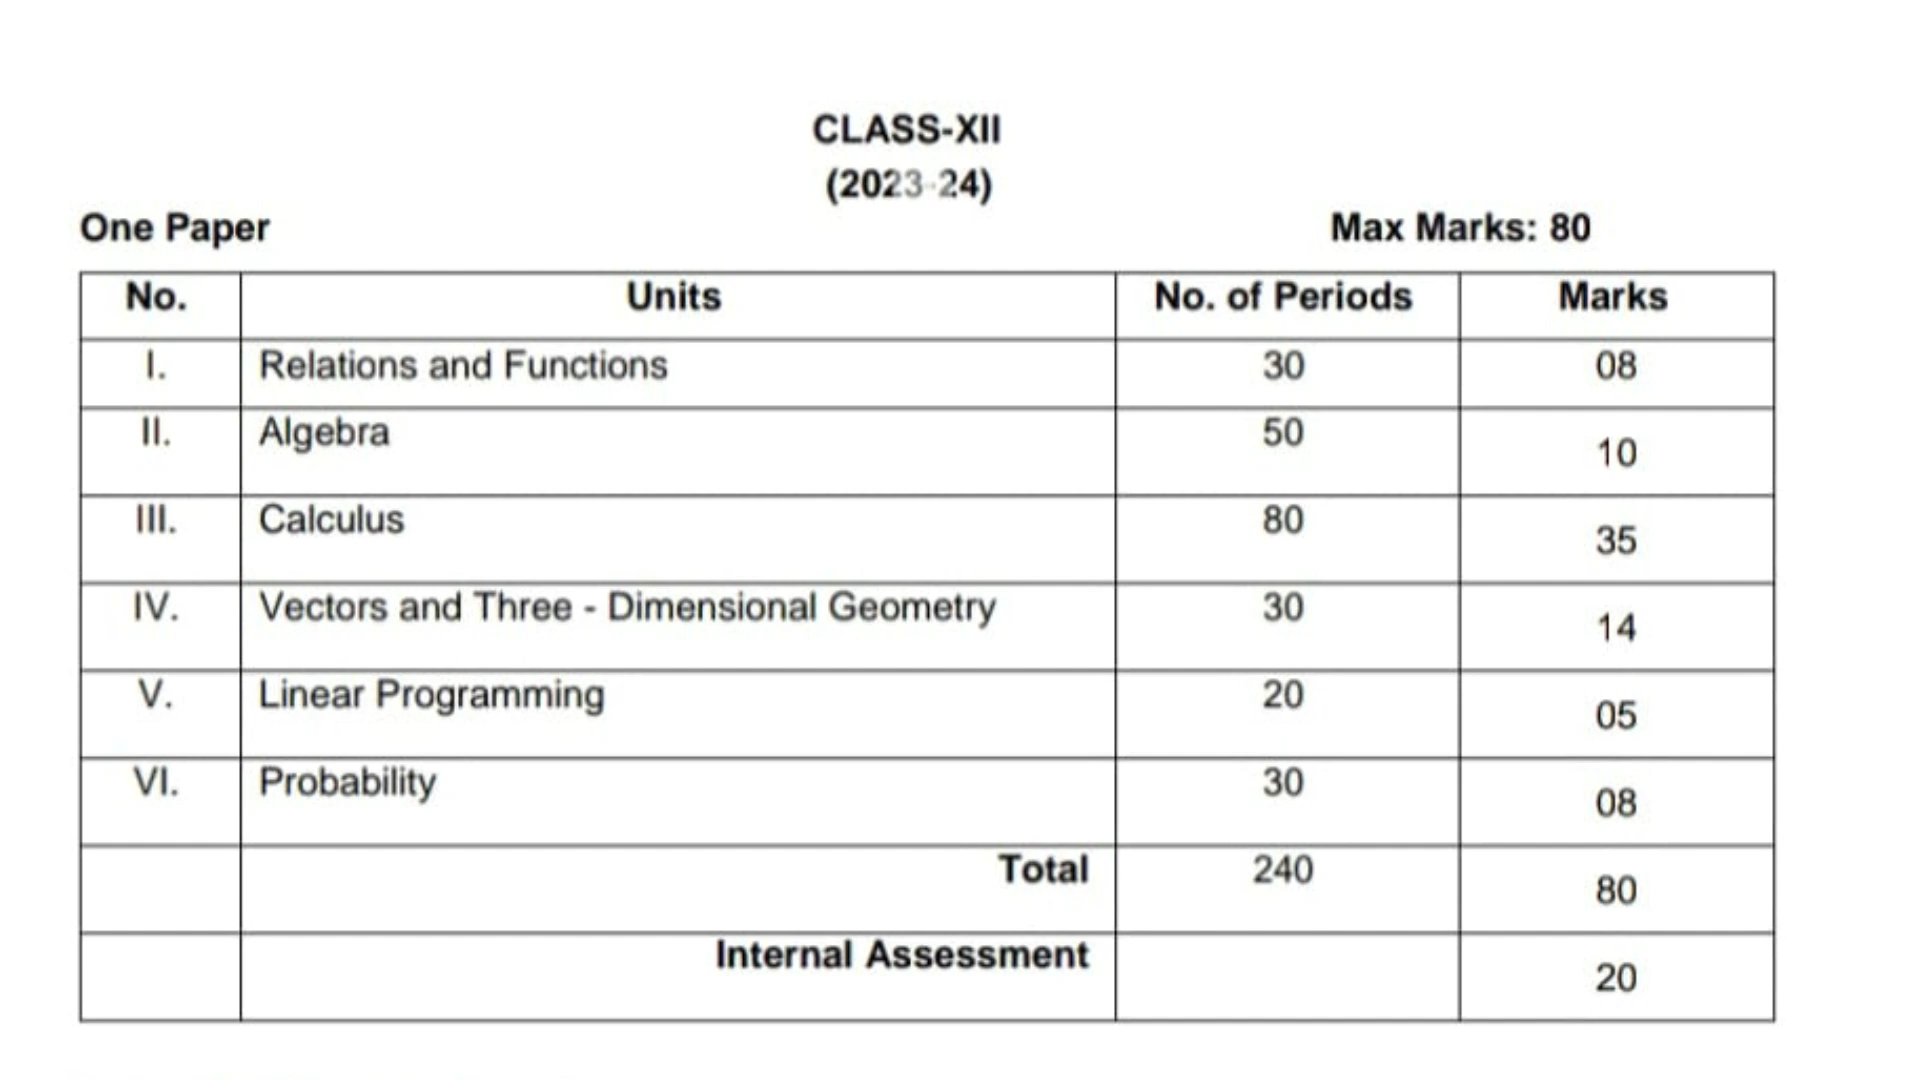 CLASS-XII
(2023-24)
One Paper Max Marks: 80
No. Units No. of Periods Marks
I. Relations and Functions 30 08
II. Algebra 50 10
III. Calculus 80 35
IV. Vectors and Three - Dimensional Geometry 30 14
V. Linear Programming 20 05
VI. Probability 30 08
Total 240 80
Internal Assessment 20